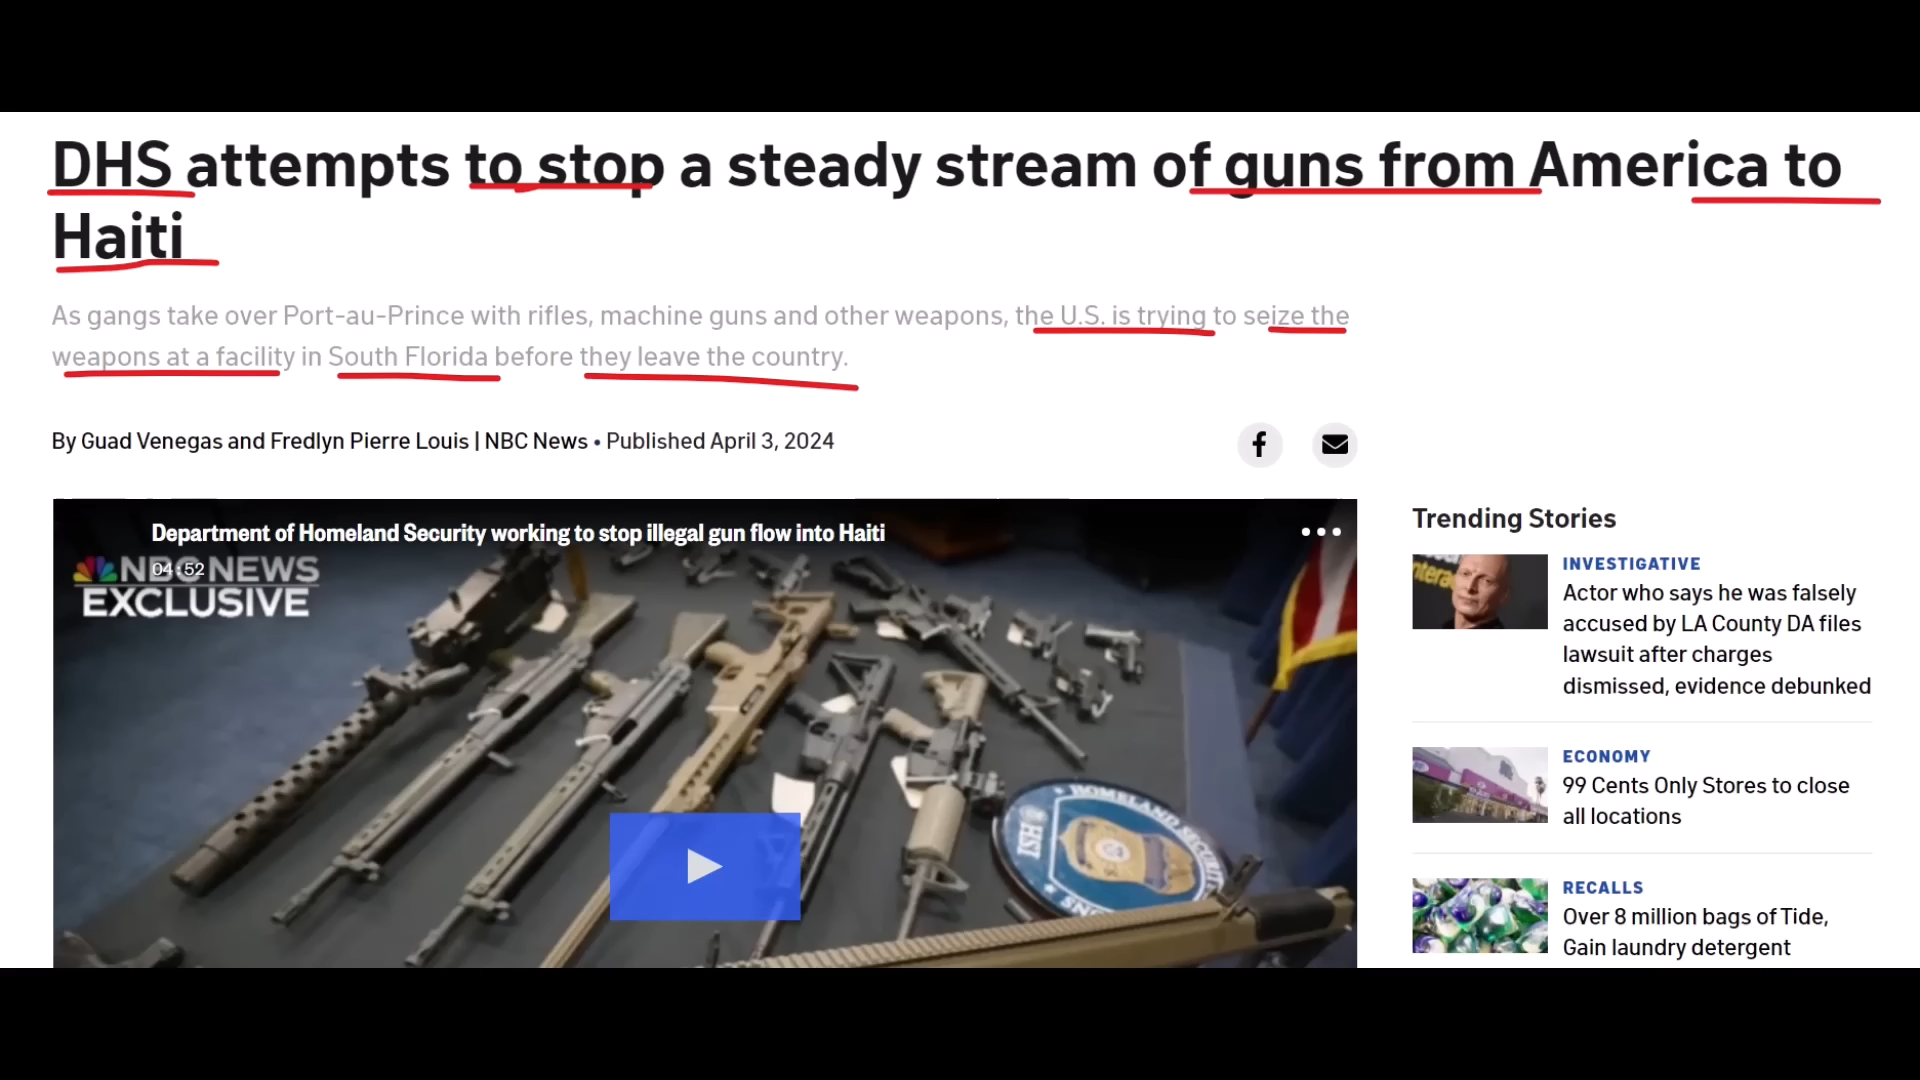 DHS attempts to stop a steady stream of guns from America to
Haiti
As gangs take over Port-au-Prince with rifles, machine guns and other weapons, the U.S. is trying to seize the
weapons at a facility in South Florida before they leave the country.
By Guad Venegas and Fredlyn Pierre Louis | NBC News • Published April 3, 2024
Department of Homeland Security working to stop illegal gun flow into Haiti
04:52
NBC NEWS
EXCLUSIVE
HOMELAND SECURITY
HSI
Trending Stories
INVESTIGATIVE
Actor who says he was falsely
accused by LA County DA files
lawsuit after charges
dismissed, evidence debunked
ECONOMY
99 Cents Only Stores to close
all locations
RECALLS
Over 8 million bags of Tide,
Gain laundry detergent